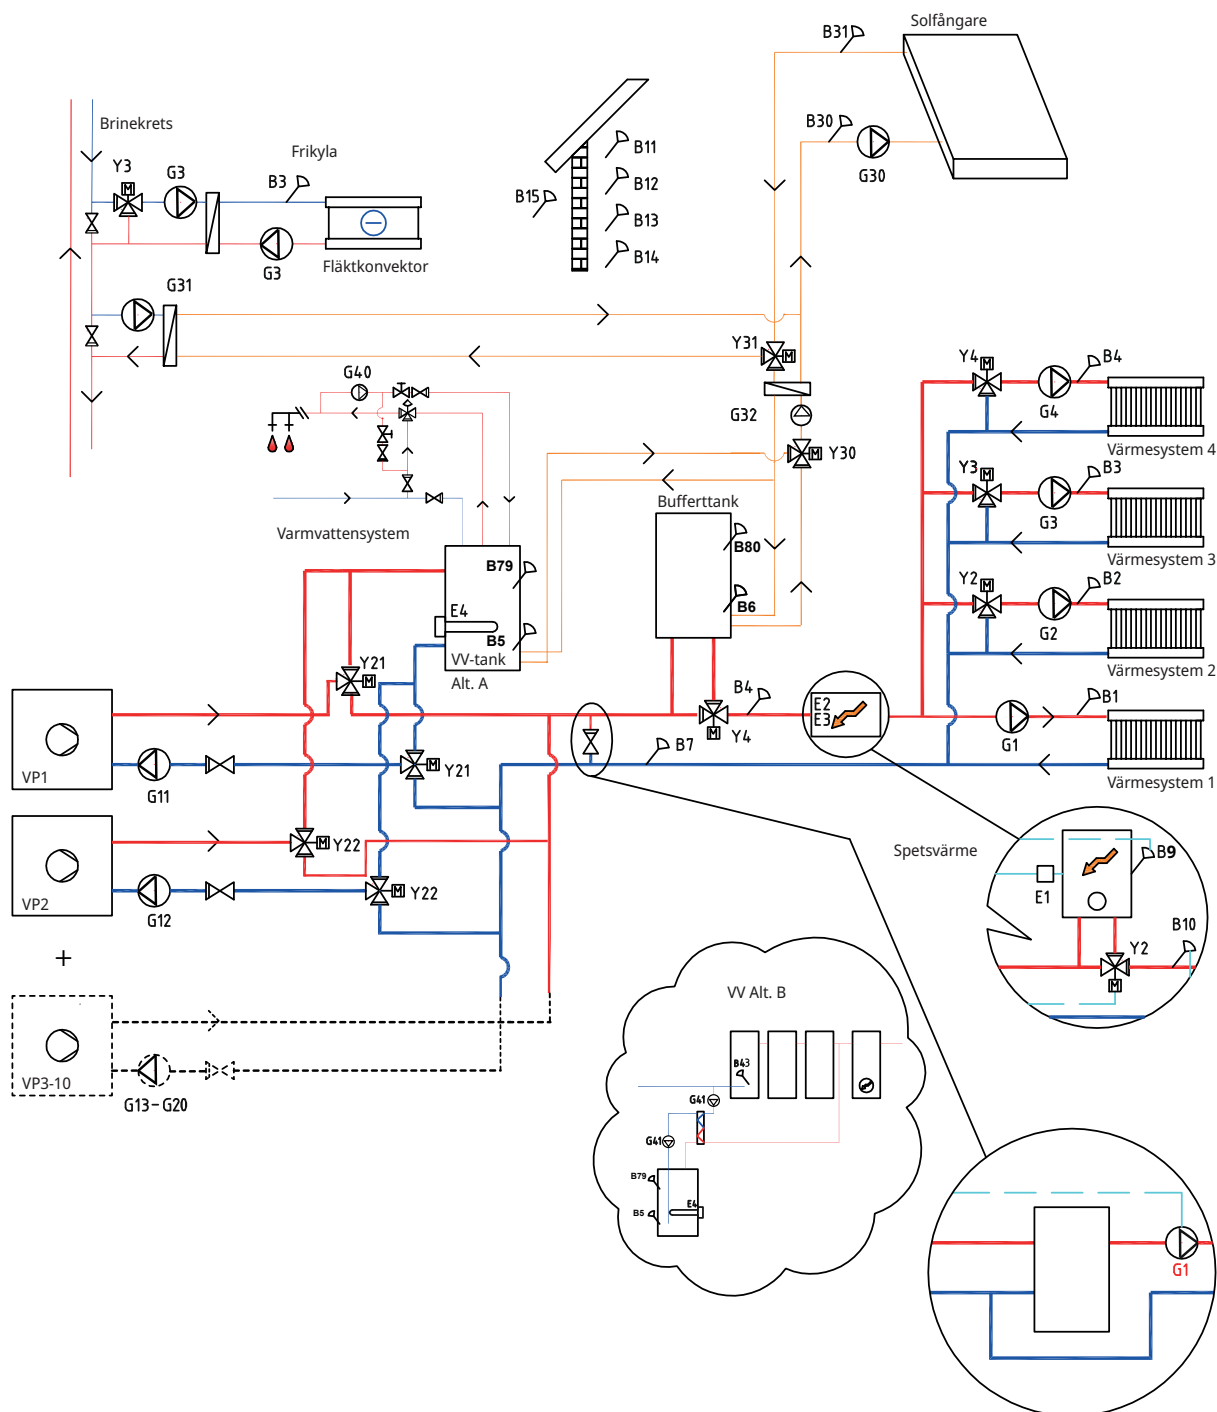 Solfångare
B31
Brinekrets
B30
G30
Frikyla
Y3
G3
B3
B11
B12
B15
B13
B14
G3
Fläktkonvektor
G31
Y31
M
G40
G32
M
Y30
Y4
M
B4
G4
Värmesystem 4
Y3
M
B3
G3
Värmesystem 3
Y2
M
B2
G2
Värmesystem 2
B1
G1
Värmesystem 1
Bufferttank
B80
B6
Varmvattensystem
B79
E4
B5
VV-tank
Alt. A
Y21
M
B4
E2
E3
M
Y4
B7
VP1
G11
M
Y21
VP2
G12
M
Y22
M
Y22
+
VP3-10
G13-G20
Spetsvärme
B9
E1
B10
Y2
M
VV Alt. B
B43
G41
G41
B79
E4
B5
G1